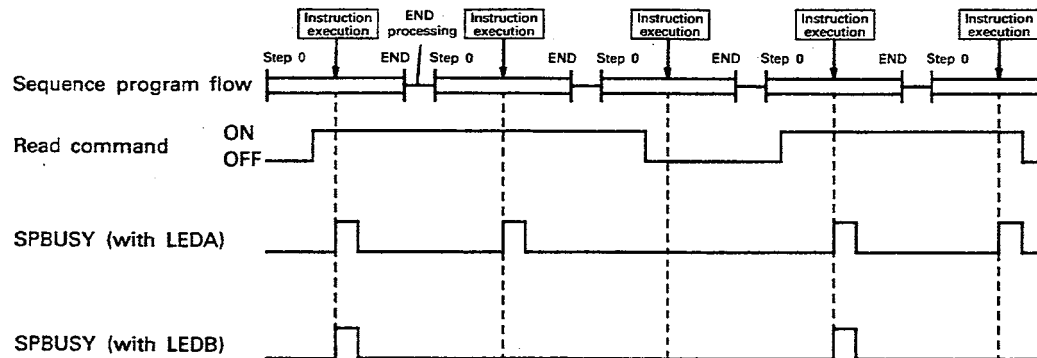 Instruction
execution
END
processing
Instruction
execution
Instruction
execution
Instruction
execution
Instruction
execution
Step 0
END
Step 0
END
Step 0
END
Step 0
END
Step 0
Sequence program flow
Read command
ON
OFF
SPBUSY (with LEDA)
SPBUSY (with LEDB)